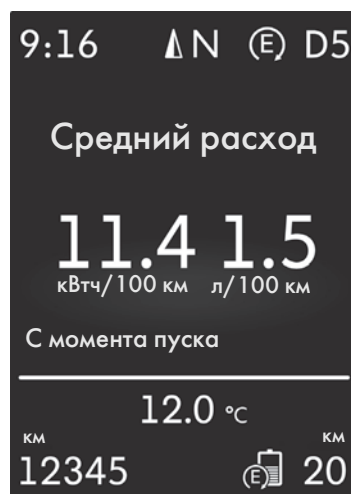 9:16 N (E) D5
Средний расход
11.4 1.5
кВтч/100 км л/100 км
С момента пуска
12.0 °C
км км
12345 (E) 20